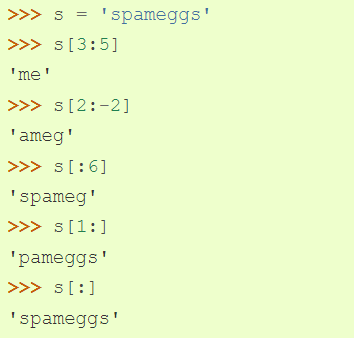 >>> s = 'spameggs'
>>> s[3:5]
'me'
>>> s[2:-2]
'ameg'
>>> s[:6]
'spameg'
>>> s[1:]
'pameggs'
>>> s[:]
'spameggs'